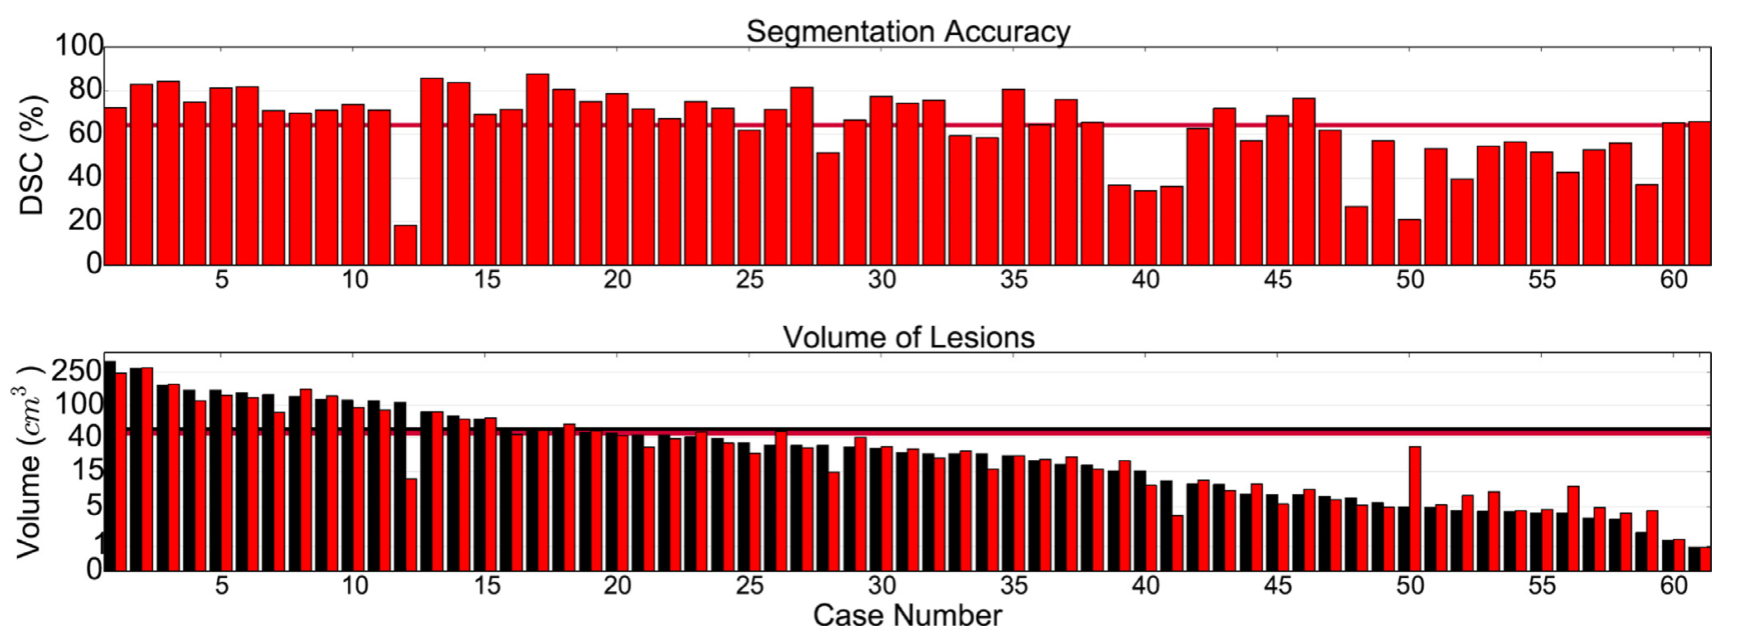 Segmentation Accuracy
DSC (%)
100
80
60
40
20
0
5 10 15 20 25 30 35 40 45 50 55 60
Volume of Lesions
Volume (cm³)
250
100
40
15
5
1
0
5 10 15 20 25 30 35 40 45 50 55 60
Case Number